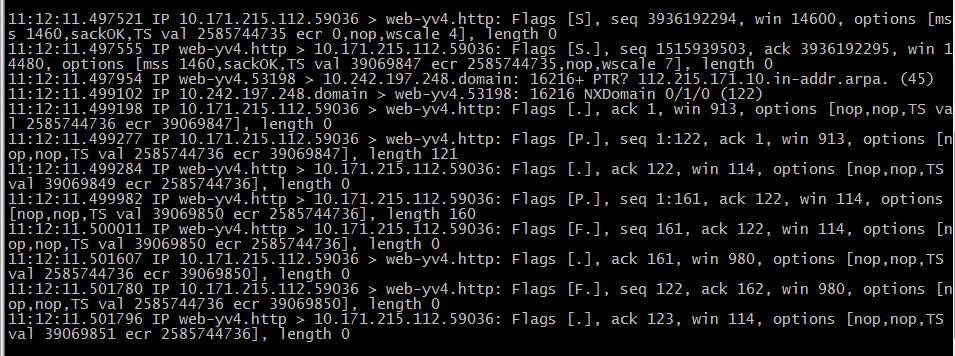 11:12:11.497521 IP 10.171.215.112.59036 > web-yv4.http: Flags [S], seq 3936192294, win 14600, options [ms
s 1460,sackOK,TS val 2585744735 ecr 0,nop,wscale 4], length 0
11:12:11.497555 IP web-yv4.http > 10.171.215.112.59036: Flags [S.], seq 1515939503, ack 3936192295, win 1
4480, options [mss 1460,sackOK,TS val 39069847 ecr 2585744735,nop,wscale 7], length 0
11:12:11.497954 IP web-yv4.53198 > 10.242.197.248.domain: 16216+ PTR? 112.215.171.10.in-addr.arpa. (45)
11:12:11.499102 IP 10.242.197.248.domain > web-yv4.53198: 16216 NXDomain 0/1/0 (122)
11:12:11.499198 IP 10.171.215.112.59036 > web-yv4.http: Flags [.], ack 1, win 913, options [nop,nop,TS va
l 2585744736 ecr 39069847], length 0
11:12:11.499277 IP 10.171.215.112.59036 > web-yv4.http: Flags [P.], seq 1:122, ack 1, win 913, options [n
op,nop,TS val 2585744736 ecr 39069847], length 121
11:12:11.499284 IP web-yv4.http > 10.171.215.112.59036: Flags [.], ack 122, win 114, options [nop,nop,TS
val 39069849 ecr 2585744736], length 0
11:12:11.499982 IP web-yv4.http > 10.171.215.112.59036: Flags [P.], seq 1:161, ack 122, win 114, options
[nop,nop,TS val 39069850 ecr 2585744736], length 160
11:12:11.500011 IP web-yv4.http > 10.171.215.112.59036: Flags [F.], seq 161, ack 122, win 114, options [n
op,nop,TS val 39069850 ecr 2585744736], length 0
11:12:11.501607 IP 10.171.215.112.59036 > web-yv4.http: Flags [.], ack 161, win 980, options [nop,nop,TS
val 2585744736 ecr 39069850], length 0
11:12:11.501780 IP 10.171.215.112.59036 > web-yv4.http: Flags [F.], seq 122, ack 162, win 980, options [n
op,nop,TS val 2585744736 ecr 39069850], length 0
11:12:11.501796 IP web-yv4.http > 10.171.215.112.59036: Flags [.], ack 123, win 114, options [nop,nop,TS
val 39069851 ecr 2585744736], length 0